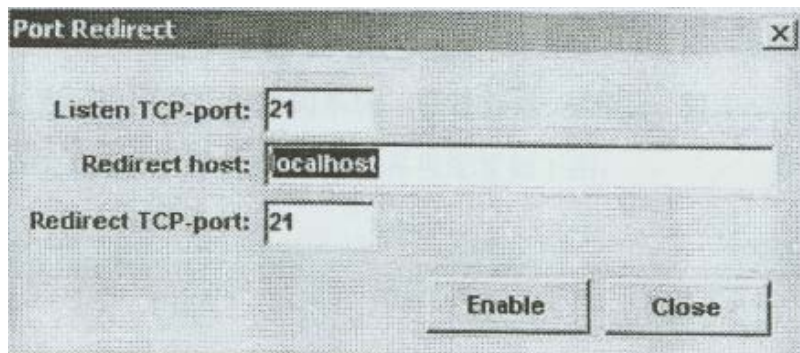 Port Redirect
Listen TCP-port: 21
Redirect host: localhost
Redirect TCP-port: 21
Enable Close